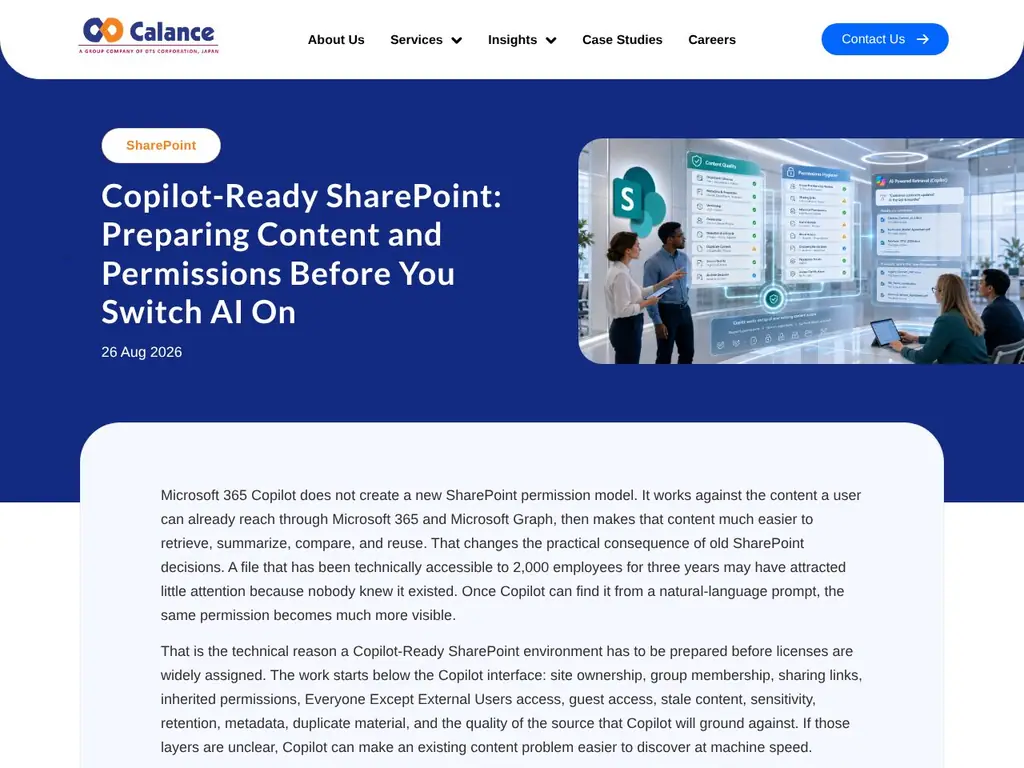 Calance
A GROUP COMPANY OF DTS CORPORATION, JAPAN
About Us
Services
Insights
Case Studies
Careers
Contact Us
SharePoint
Copilot-Ready SharePoint:
Preparing Content and
Permissions Before You
Switch AI On
26 Aug 2026
S
Content Quality
Permissions Hygiene
AI Powered Retrieval (Copilot)
Microsoft 365 Copilot does not create a new SharePoint permission model. It works against the content a user
can already reach through Microsoft 365 and Microsoft Graph, then makes that content much easier to
retrieve, summarize, compare, and reuse. That changes the practical consequence of old SharePoint
decisions. A file that has been technically accessible to 2,000 employees for three years may have attracted
little attention because nobody knew it existed. Once Copilot can find it from a natural-language prompt, the
same permission becomes much more visible.
That is the technical reason a Copilot-Ready SharePoint environment has to be prepared before licenses are
widely assigned. The work starts below the Copilot interface: site ownership, group membership, sharing links,
inherited permissions, Everyone Except External Users access, guest access, stale content, sensitivity,
retention, metadata, duplicate material, and the quality of the source that Copilot will ground against. If those
layers are unclear, Copilot can make an existing content problem easier to discover at machine speed.